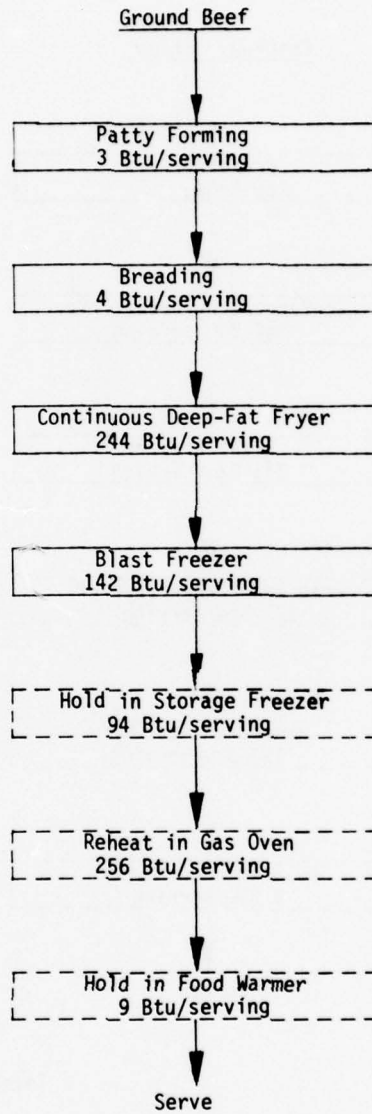 Ground Beef
Patty Forming
3 Btu/serving
Breading
4 Btu/serving
Continuous Deep-Fat Fryer
244 Btu/serving
Blast Freezer
142 Btu/serving
Hold in Storage Freezer
94 Btu/serving
Reheat in Gas Oven
256 Btu/serving
Hold in Food Warmer
9 Btu/serving
Serve